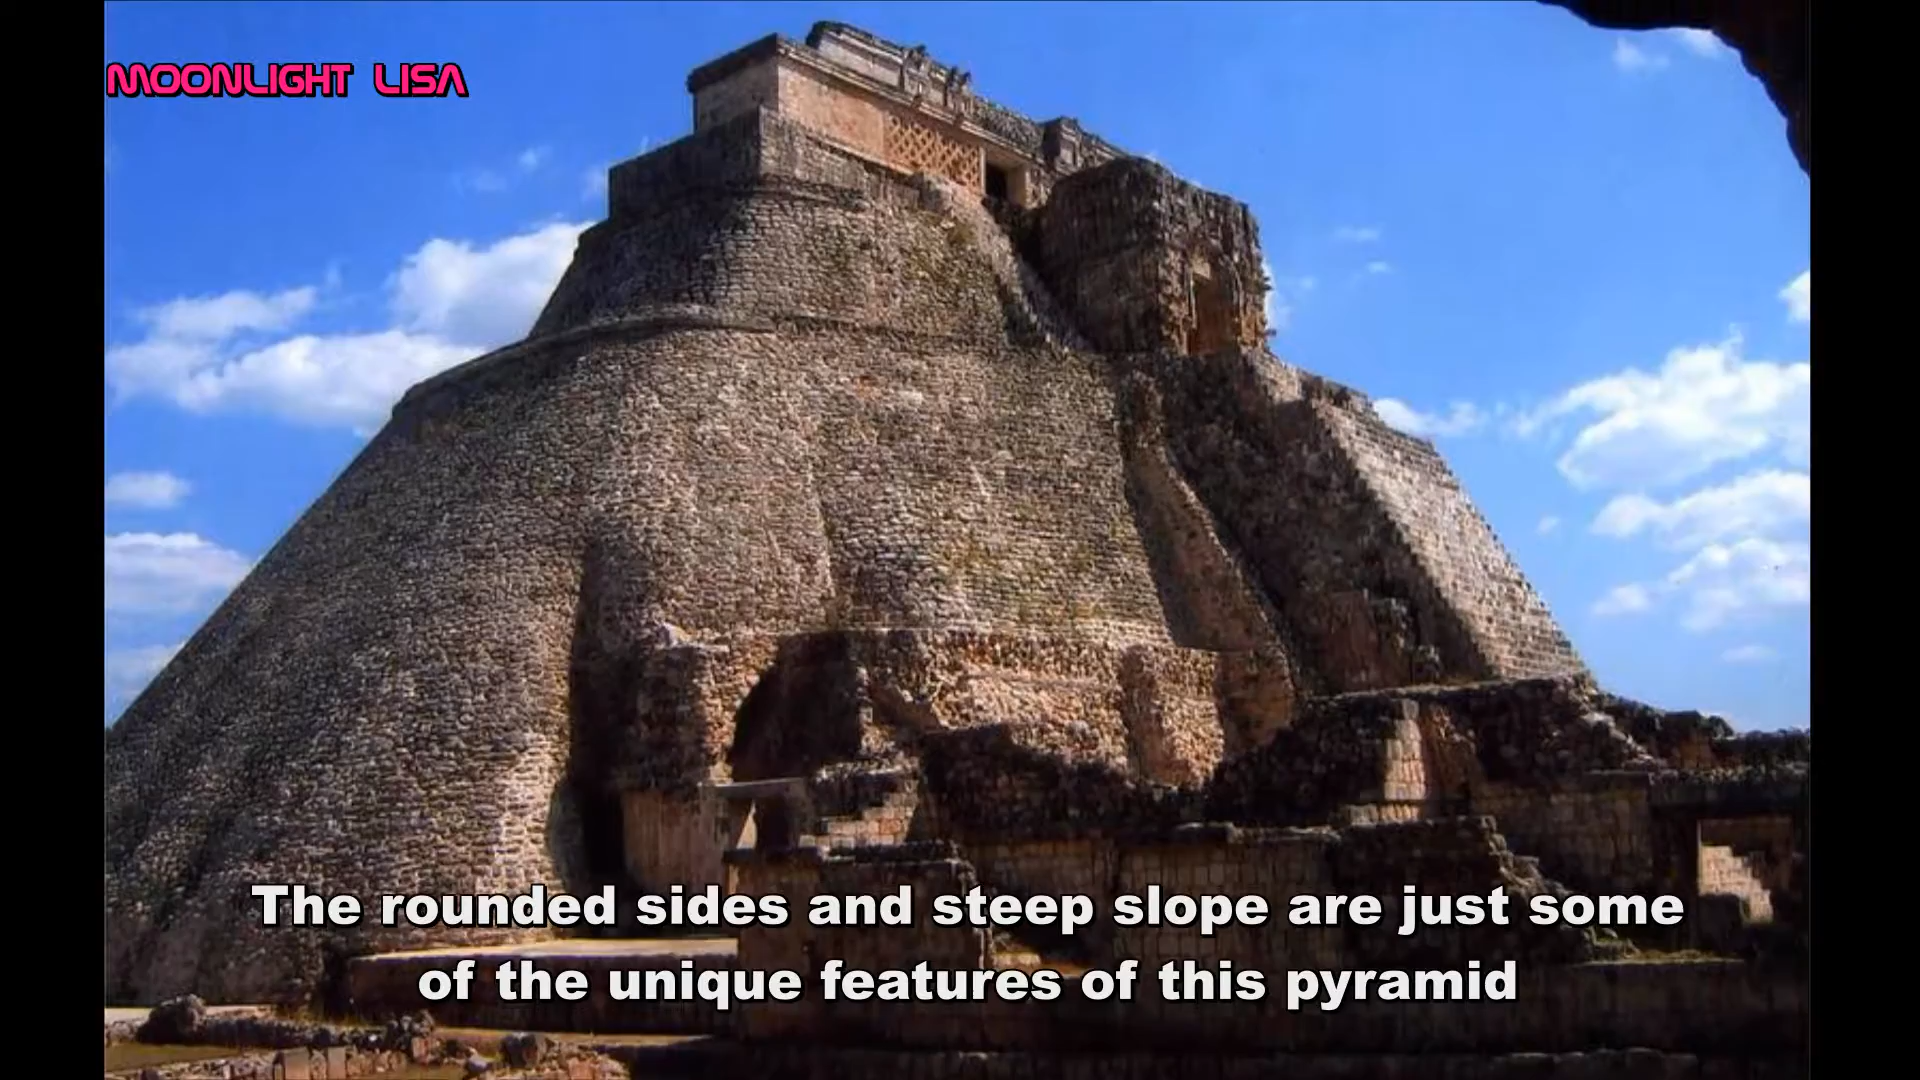 MOONLIGHT LISA
The rounded sides and steep slope are just some
of the unique features of this pyramid